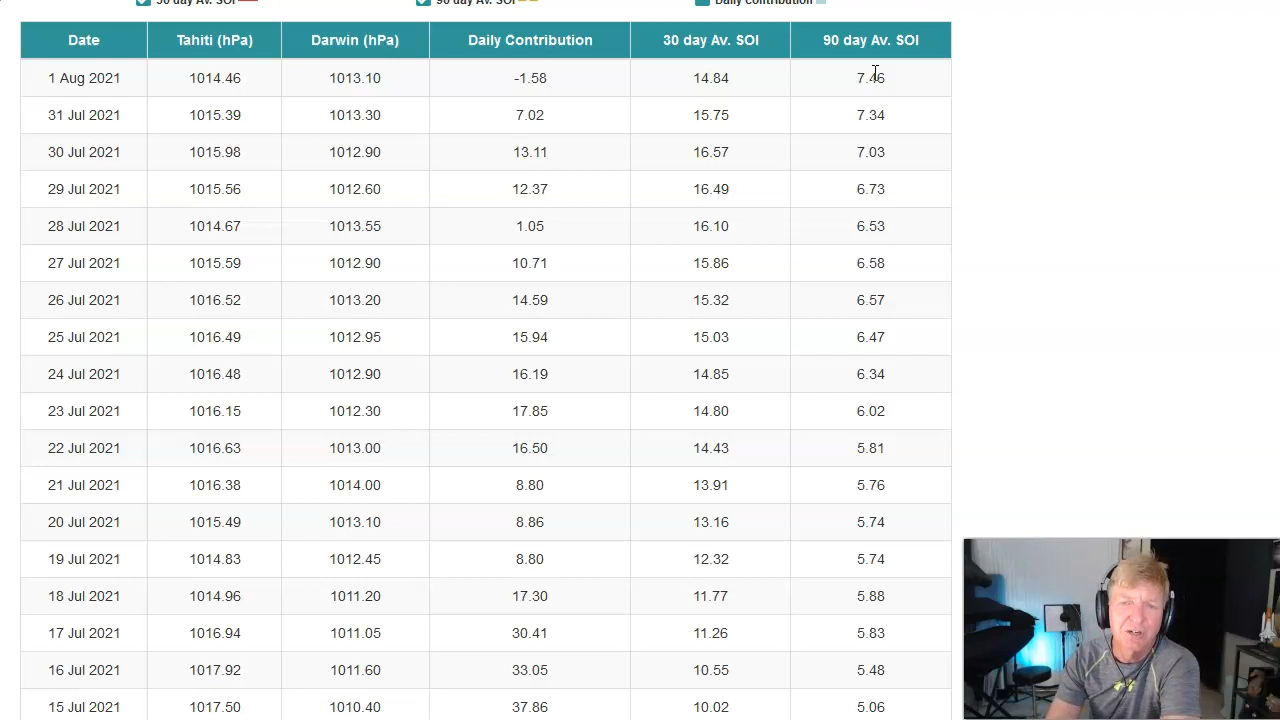 30 day Av. SOI 90 day Av. SOI Daily Contribution
Date Tahiti (hPa) Darwin (hPa) Daily Contribution 30 day Av. SOI 90 day Av. SOI
1 Aug 2021 1014.46 1013.10 -1.58 14.84 7.46
31 Jul 2021 1015.39 1013.30 7.02 15.75 7.34
30 Jul 2021 1015.98 1012.90 13.11 16.57 7.03
29 Jul 2021 1015.56 1012.60 12.37 16.49 6.73
28 Jul 2021 1014.67 1013.55 1.05 16.10 6.53
27 Jul 2021 1015.59 1012.90 10.71 15.86 6.58
26 Jul 2021 1016.52 1013.20 14.59 15.32 6.57
25 Jul 2021 1016.49 1012.95 15.94 15.03 6.47
24 Jul 2021 1016.48 1012.90 16.19 14.85 6.34
23 Jul 2021 1016.15 1012.30 17.85 14.80 6.02
22 Jul 2021 1016.63 1013.00 16.50 14.43 5.81
21 Jul 2021 1016.38 1014.00 8.80 13.91 5.76
20 Jul 2021 1015.49 1013.10 8.86 13.16 5.74
19 Jul 2021 1014.83 1012.45 8.80 12.32 5.74
18 Jul 2021 1014.96 1011.20 17.30 11.77 5.88
17 Jul 2021 1016.94 1011.05 30.41 11.26 5.83
16 Jul 2021 1017.92 1011.60 33.05 10.55 5.48
15 Jul 2021 1017.50 1010.40 37.86 10.02 5.06